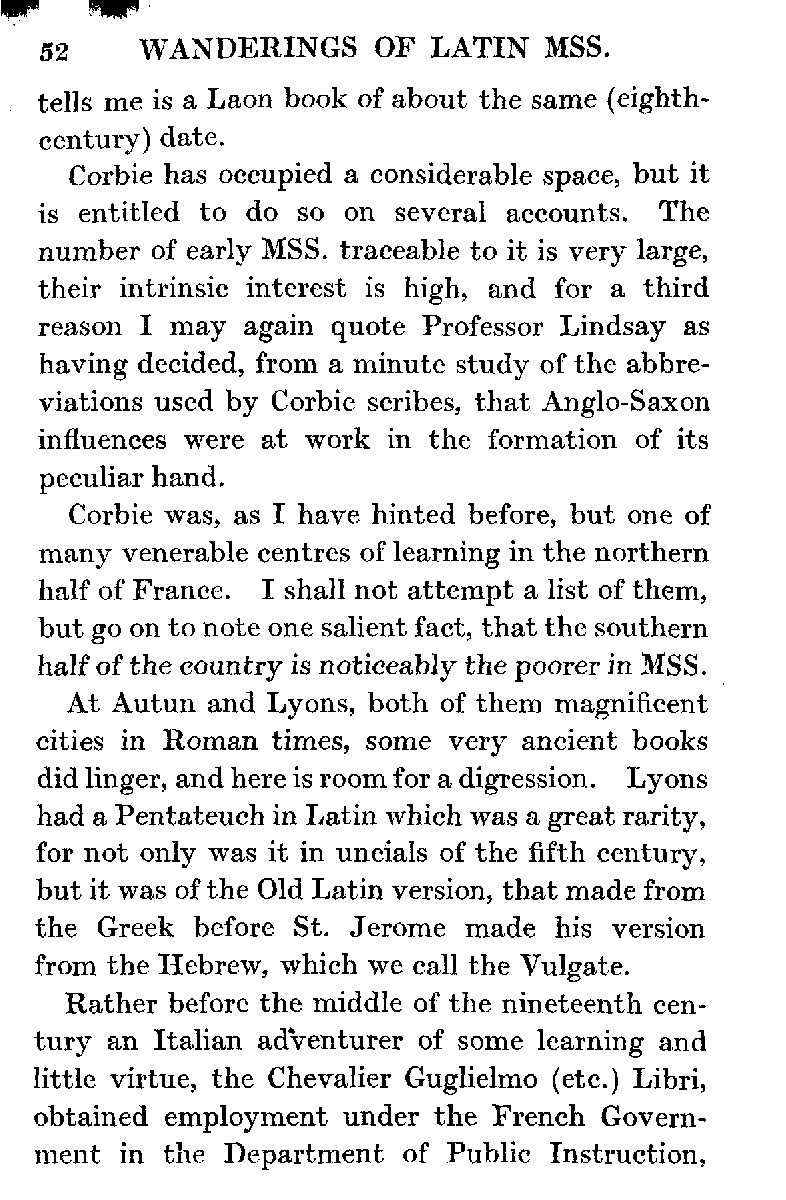 52 WANDERINGS OF LATIN MSS.
tells me is a Laon book of about the same (eighth-
century) date.
Corbie has occupied a considerable space, but it
is entitled to do so on several accounts. The
number of early MSS. traceable to it is very large,
their intrinsic interest is high, and for a third
reason I may again quote Professor Lindsay as
having decided, from a minute study of the abbre-
viations used by Corbie scribes, that Anglo-Saxon
influences were at work in the formation of its
peculiar hand.
Corbie was, as I have hinted before, but one of
many venerable centres of learning in the northern
half of France. I shall not attempt a list of them,
but go on to note one salient fact, that the southern
half of the country is noticeably the poorer in MSS.
At Autun and Lyons, both of them magnificent
cities in Roman times, some very ancient books
did linger, and here is room for a digression. Lyons
had a Pentateuch in Latin which was a great rarity,
for not only was it in uncials of the fifth century,
but it was of the Old Latin version, that made from
the Greek before St. Jerome made his version
from the Hebrew, which we call the Vulgate.
Rather before the middle of the nineteenth cen-
tury an Italian adventurer of some learning and
little virtue, the Chevalier Guglielmo (etc.) Libri,
obtained employment under the French Govern-
ment in the Department of Public Instruction,